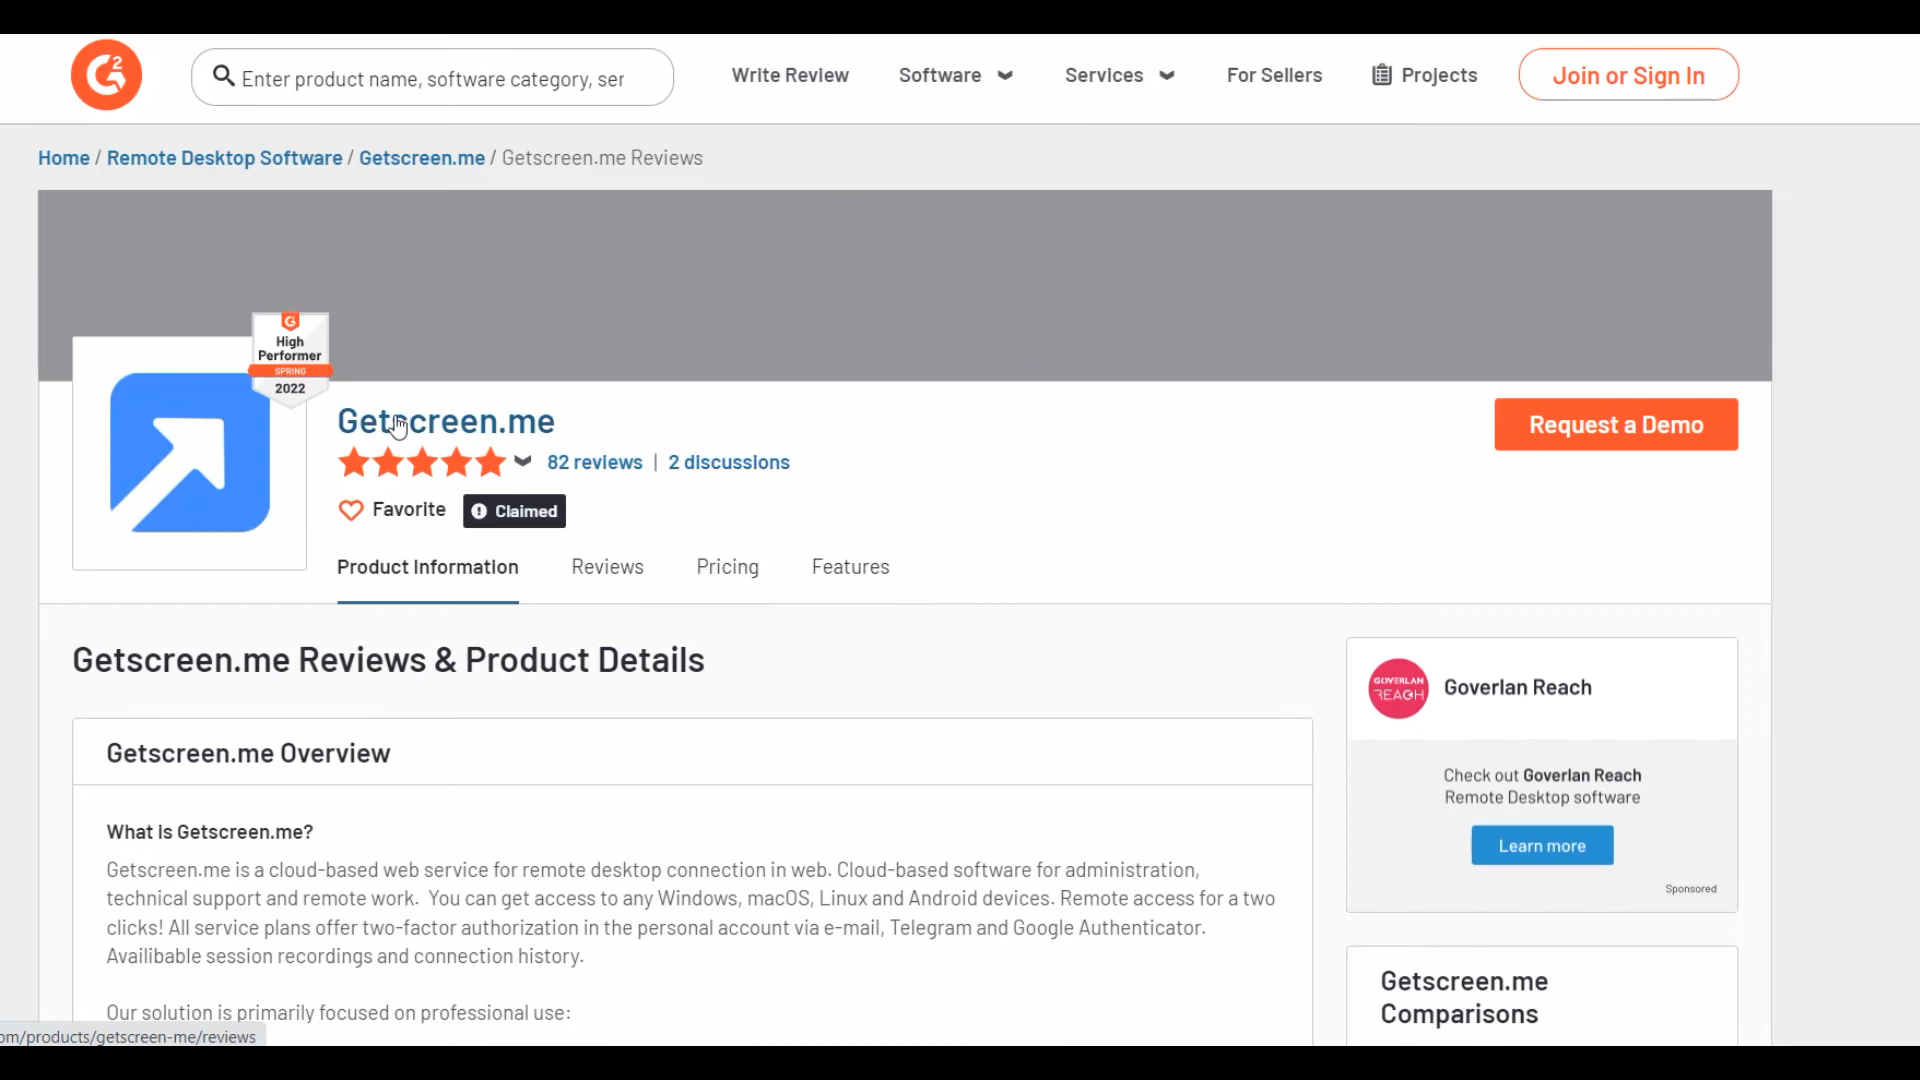 G2
Enter product name, software category, ser
Write Review
Software
Services
For Sellers
Projects
Join or Sign In
Home / Remote Desktop Software / Getscreen.me / Getscreen.me Reviews
G
High
Performer
SPRING
2022
Getscreen.me
Request a Demo
82 reviews | 2 discussions
Favorite
Claimed
Product Information
Reviews
Pricing
Features
Getscreen.me Reviews & Product Details
GOVERLAN
REACH
Goverlan Reach
Getscreen.me Overview
Check out Goverlan Reach
Remote Desktop software
Learn more
Sponsored
What is Getscreen.me?
Getscreen.me is a cloud-based web service for remote desktop connection in web. Cloud-based software for administration,
technical support and remote work. You can get access to any Windows, macOS, Linux and Android devices. Remote access for a two
clicks! All service plans offer two-factor authorization in the personal account via e-mail, Telegram and Google Authenticator.
Availibable session recordings and connection history.
Our solution is primarily focused on professional use:
Getscreen.me
Comparisons
om/products/getscreen-me/reviews